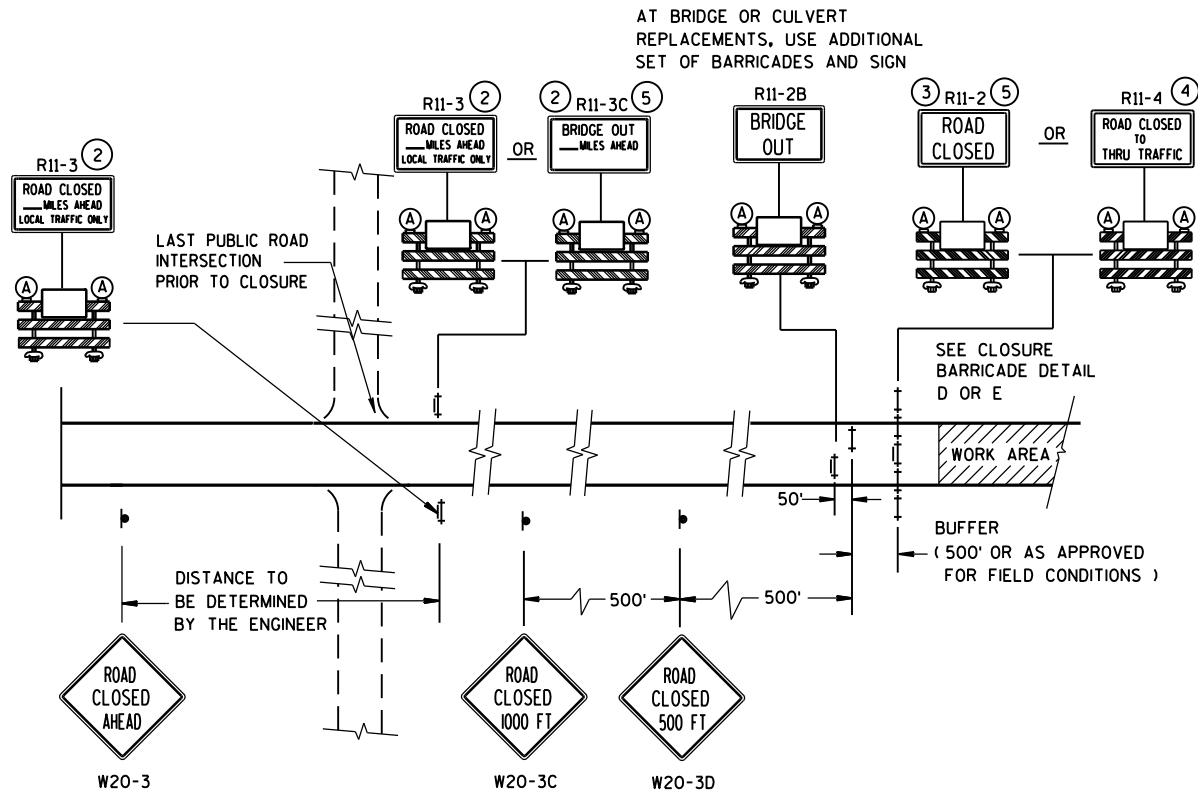 AT BRIDGE OR CULVERT
REPLACEMENTS, USE ADDITIONAL
SET OF BARRICADES AND SIGN
R11-3 2
ROAD CLOSED
___MILES AHEAD
LOCAL TRAFFIC ONLY
A A
R11-3 2
ROAD CLOSED
___MILES AHEAD
LOCAL TRAFFIC ONLY
A A
OR
2 R11-3C 5
BRIDGE OUT
___MILES AHEAD
A A
R11-2B
BRIDGE
OUT
A A
3 R11-2 5
ROAD
CLOSED
A A
OR
R11-4 4
ROAD CLOSED
TO
THRU TRAFFIC
A A
LAST PUBLIC ROAD
INTERSECTION
PRIOR TO CLOSURE
SEE CLOSURE
BARRICADE DETAIL
D OR E
WORK AREA
50'
BUFFER
( 500' OR AS APPROVED
FOR FIELD CONDITIONS )
DISTANCE TO
BE DETERMINED
BY THE ENGINEER
500'
500'
ROAD
CLOSED
AHEAD
W20-3
ROAD
CLOSED
1000 FT
W20-3C
ROAD
CLOSED
500 FT
W20-3D